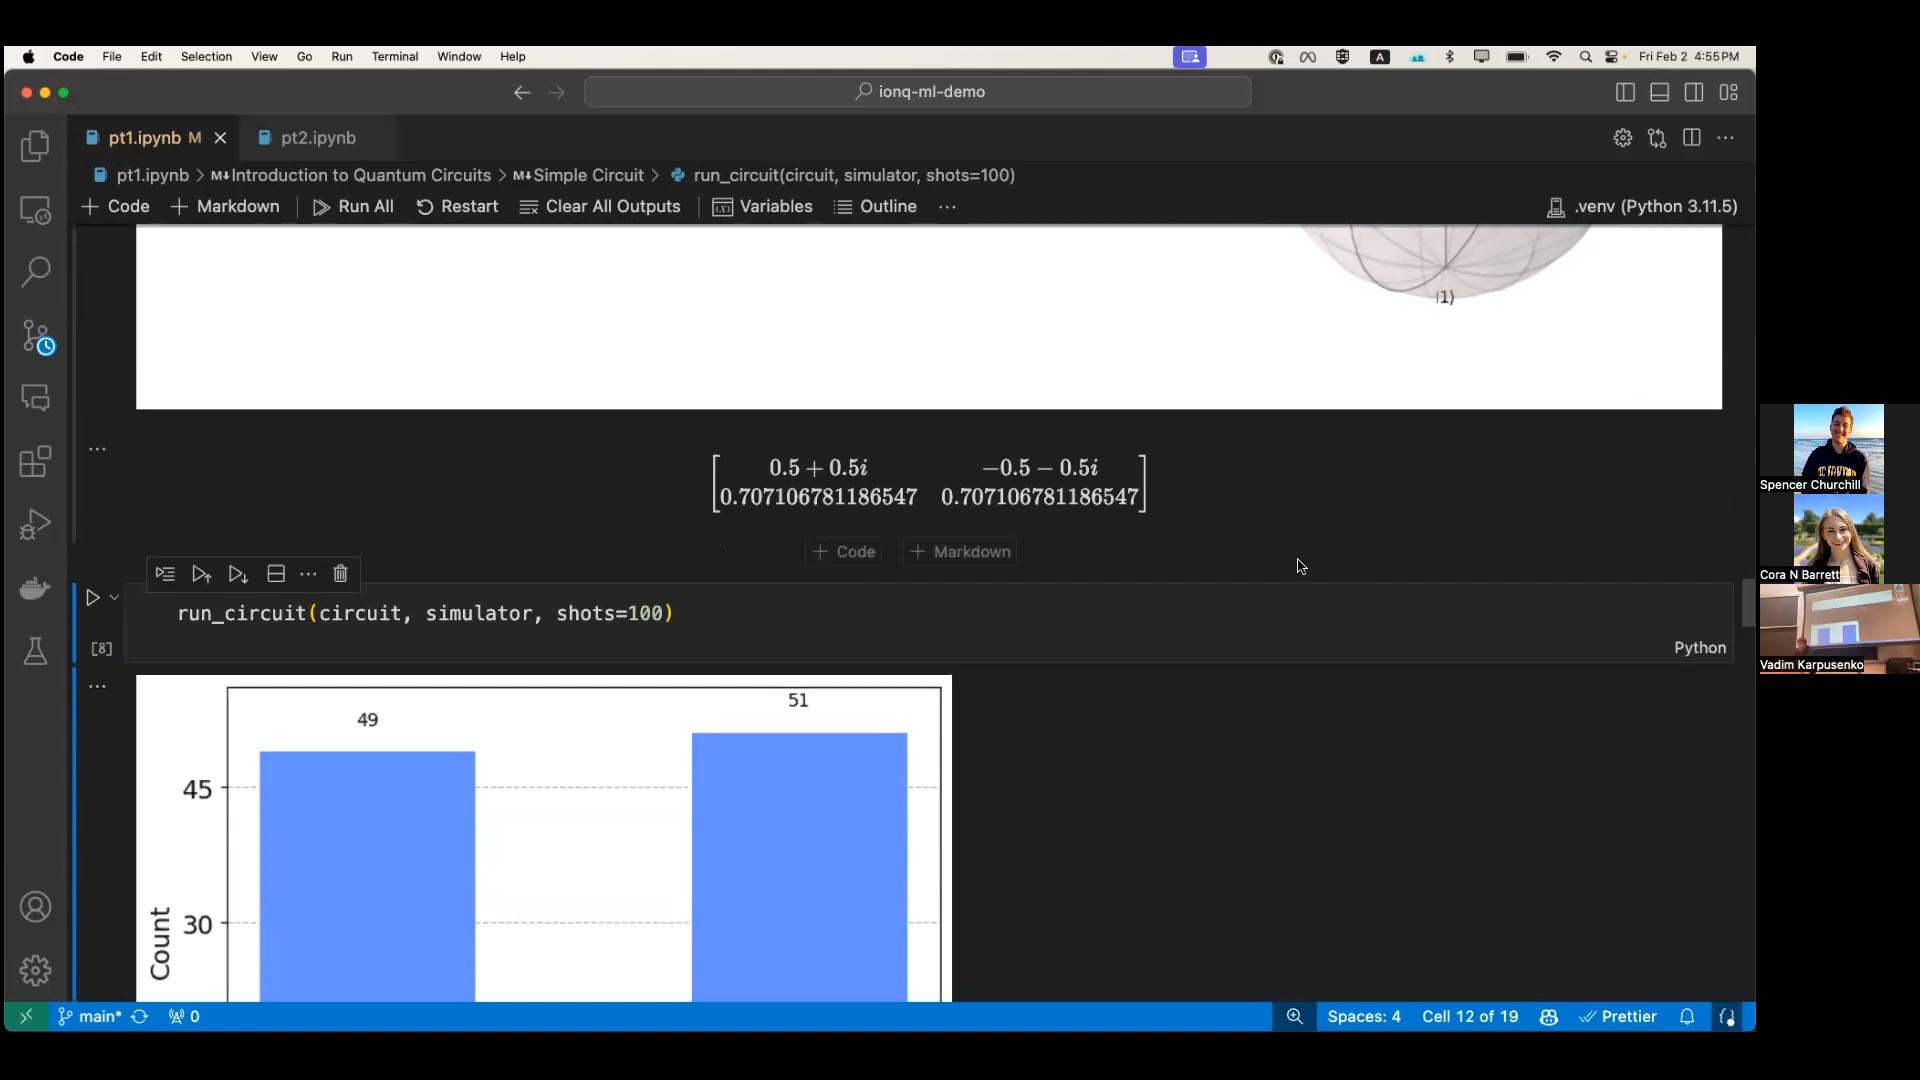 Code File Edit Selection View Go Run Terminal Window Help
A
Fri Feb 2 4:55PM
ionq-ml-demo
pt1.ipynb M
pt2.ipynb
pt1.ipynb > M↓Introduction to Quantum Circuits > M↓Simple Circuit > run_circuit(circuit, simulator, shots=100)
+ Code + Markdown Run All Restart Clear All Outputs Variables Outline ...
.venv (Python 3.11.5)
|1⟩
...
0.5 + 0.5i −0.5 − 0.5i
0.707106781186547 0.707106781186547
+ Code + Markdown
...
run_circuit(circuit, simulator, shots=100)
[8]
Python
...
49
51
45
30
Count
Spencer Churchill
Cora N Barrett
Vadim Karpusenko
main* 0
Spaces: 4 Cell 12 of 19 Prettier